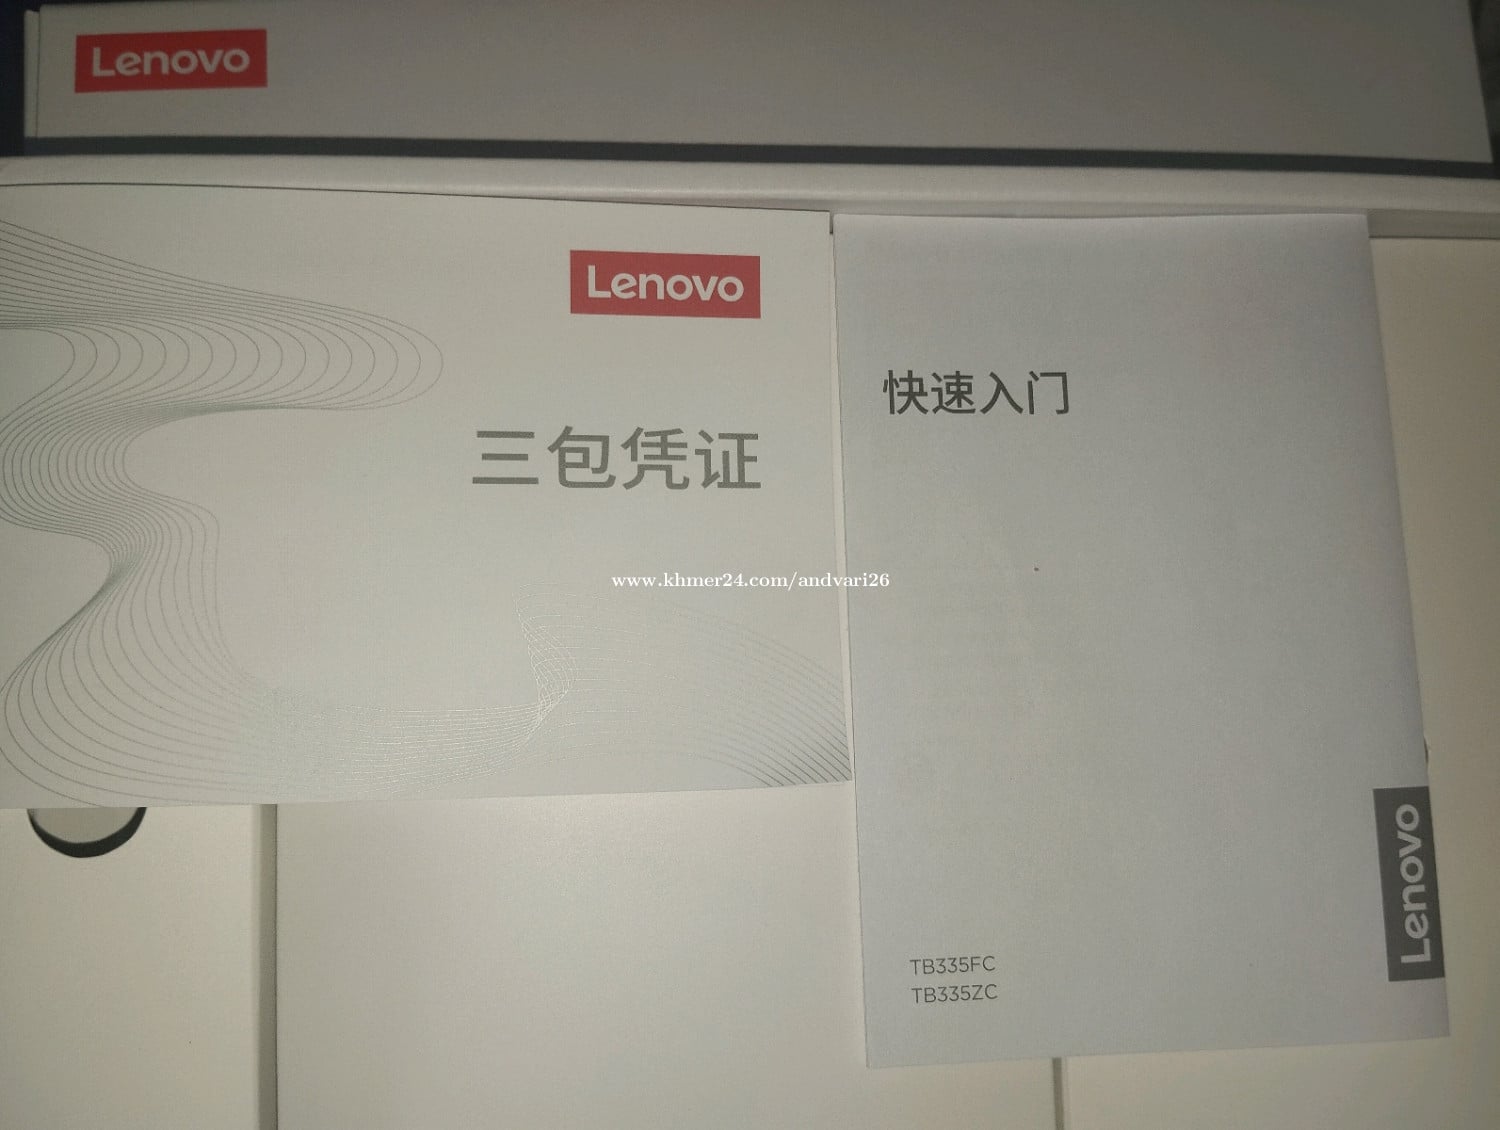 Lenovo
Lenovo
三包凭证
快速入门
www.khmer24.com/andvari26
Lenovo
TB335FC
TB335ZC